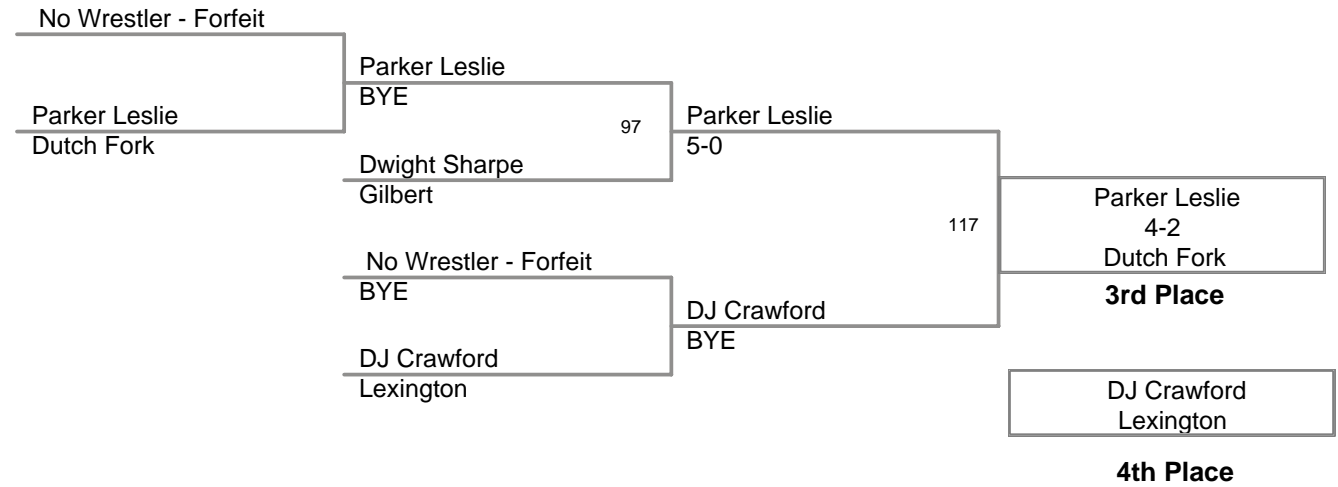 No Wrestler - Forfeit
Parker Leslie
Dutch Fork
Parker Leslie
BYE
97
Dwight Sharpe
Gilbert
No Wrestler - Forfeit
BYE
DJ Crawford
Lexington
Parker Leslie
5-0
117
DJ Crawford
BYE
Parker Leslie
4-2
Dutch Fork
3rd Place
DJ Crawford
Lexington
4th Place